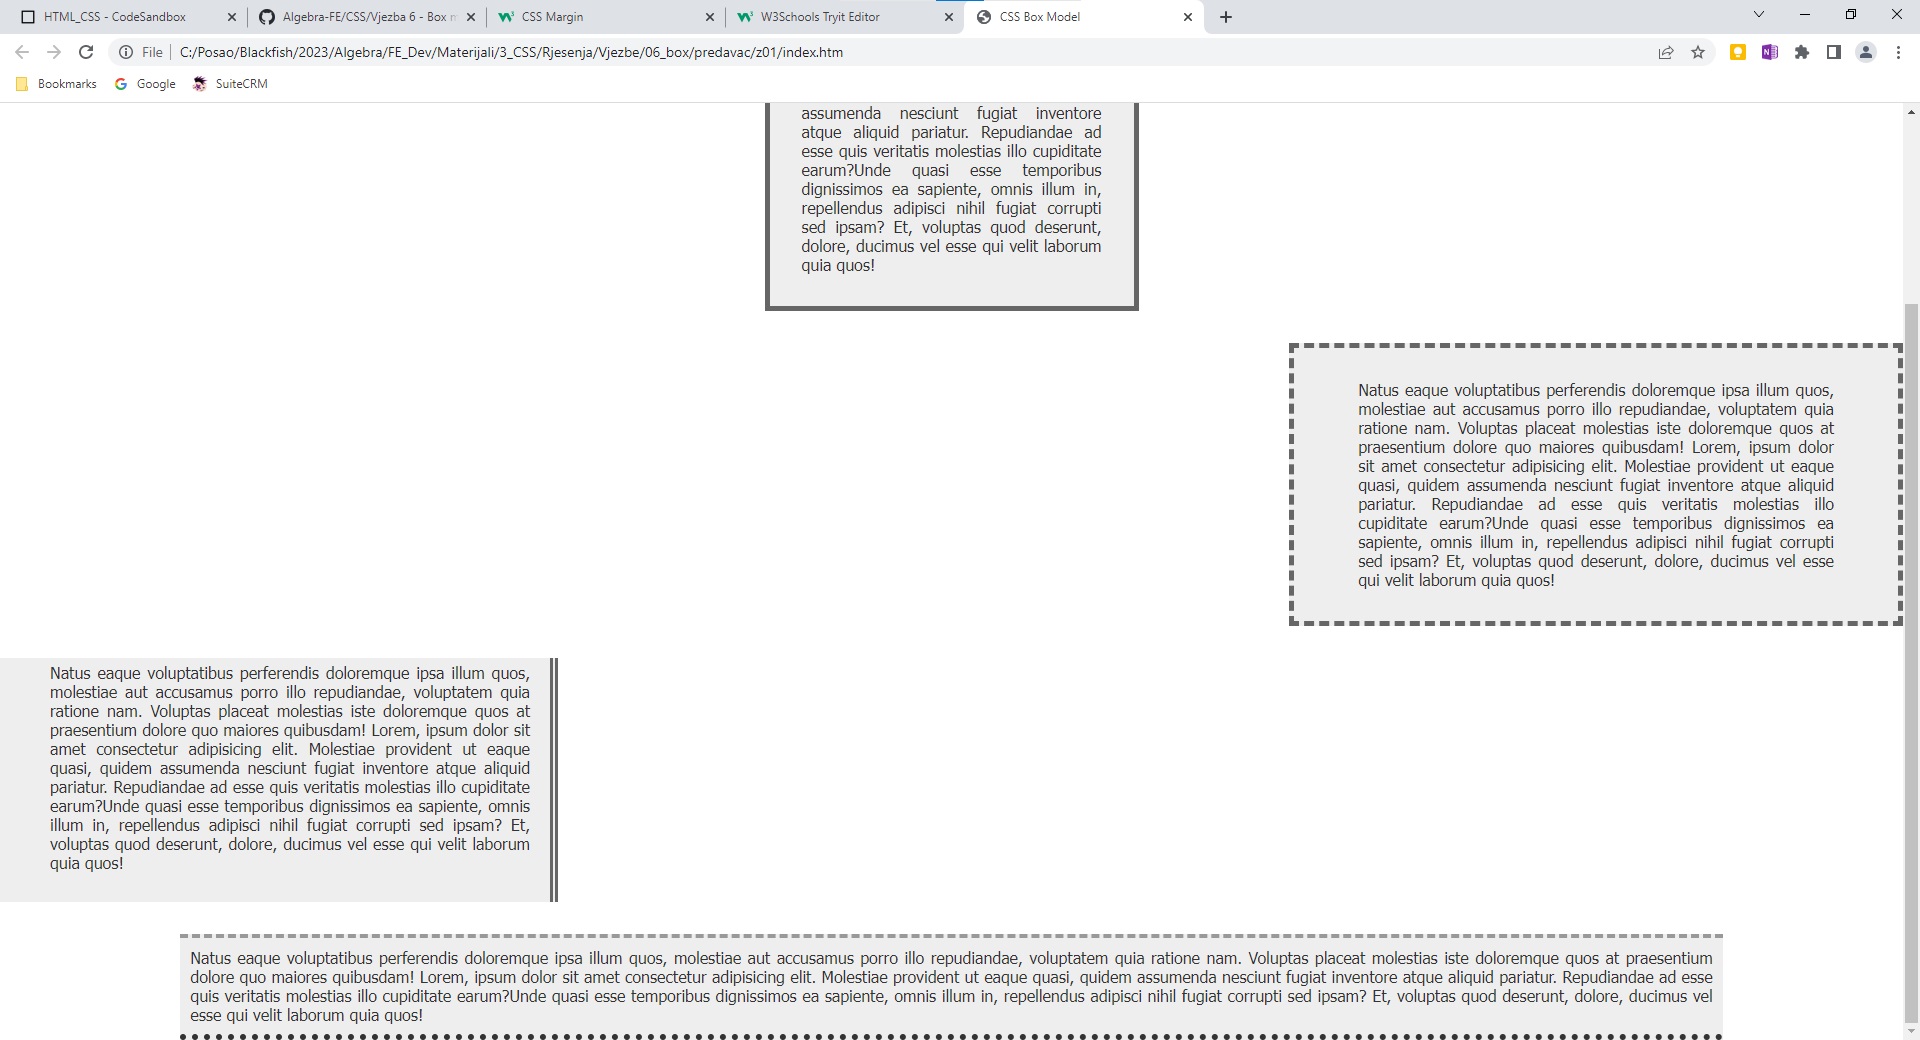 HTML_CSS - CodeSandbox
Algebra-FE/CSS/Vjezba 6 - Box m
CSS Margin
W3Schools Tryit Editor
CSS Box Model
File
C:/Posao/Blackfish/2023/Algebra/FE_Dev/Materijali/3_CSS/Rjesenja/Vjezbe/06_box/predavac/z01/index.htm
Bookmarks
Google
SuiteCRM
assumenda nesciunt fugiat inventore
atque aliquid pariatur. Repudiandae ad
esse quis veritatis molestias illo cupiditate
earum?Unde quasi esse temporibus
dignissimos ea sapiente, omnis illum in,
repellendus adipisci nihil fugiat corrupti
sed ipsam? Et, voluptas quod deserunt,
dolore, ducimus vel esse qui velit laborum
quia quos!
Natus eaque voluptatibus perferendis doloremque ipsa illum quos,
molestiae aut accusamus porro illo repudiandae, voluptatem quia
ratione nam. Voluptas placeat molestias iste doloremque quos at
praesentium dolore quo maiores quibusdam! Lorem, ipsum dolor
sit amet consectetur adipisicing elit. Molestiae provident ut eaque
quasi, quidem assumenda nesciunt fugiat inventore atque aliquid
pariatur. Repudiandae ad esse quis veritatis molestias illo
cupiditate earum?Unde quasi esse temporibus dignissimos ea
sapiente, omnis illum in, repellendus adipisci nihil fugiat corrupti
sed ipsam? Et, voluptas quod deserunt, dolore, ducimus vel esse
qui velit laborum quia quos!
Natus eaque voluptatibus perferendis doloremque ipsa illum quos,
molestiae aut accusamus porro illo repudiandae, voluptatem quia
ratione nam. Voluptas placeat molestias iste doloremque quos at
praesentium dolore quo maiores quibusdam! Lorem, ipsum dolor sit
amet consectetur adipisicing elit. Molestiae provident ut eaque
quasi, quidem assumenda nesciunt fugiat inventore atque aliquid
pariatur. Repudiandae ad esse quis veritatis molestias illo cupiditate
earum?Unde quasi esse temporibus dignissimos ea sapiente, omnis
illum in, repellendus adipisci nihil fugiat corrupti sed ipsam? Et,
voluptas quod deserunt, dolore, ducimus vel esse qui velit laborum
quia quos!
Natus eaque voluptatibus perferendis doloremque ipsa illum quos, molestiae aut accusamus porro illo repudiandae, voluptatem quia ratione nam. Voluptas placeat molestias iste doloremque quos at praesentium
dolore quo maiores quibusdam! Lorem, ipsum dolor sit amet consectetur adipisicing elit. Molestiae provident ut eaque quasi, quidem assumenda nesciunt fugiat inventore atque aliquid pariatur. Repudiandae ad esse
quis veritatis molestias illo cupiditate earum?Unde quasi esse temporibus dignissimos ea sapiente, omnis illum in, repellendus adipisci nihil fugiat corrupti sed ipsam? Et, voluptas quod deserunt, dolore, ducimus vel
esse qui velit laborum quia quos!